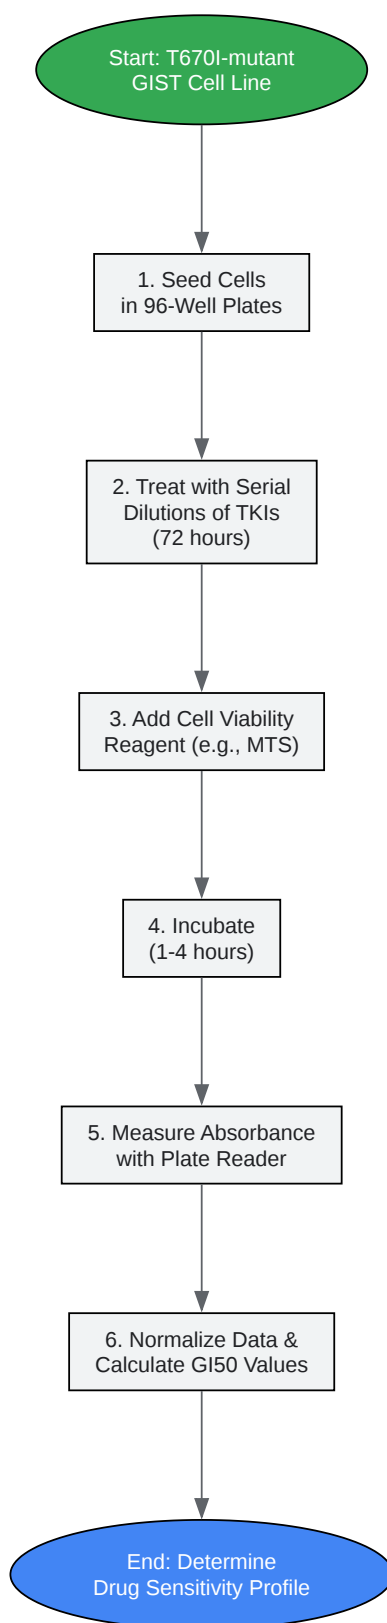 Start: T670I-mutant
GIST Cell Line
1. Seed Cells
in 96-Well Plates
2. Treat with Serial
Dilutions of TKIs
(72 hours)
3. Add Cell Viability
Reagent (e.g., MTS)
4. Incubate
(1-4 hours)
5. Measure Absorbance
with Plate Reader
6. Normalize Data &
Calculate GI50 Values
End: Determine
Drug Sensitivity Profile